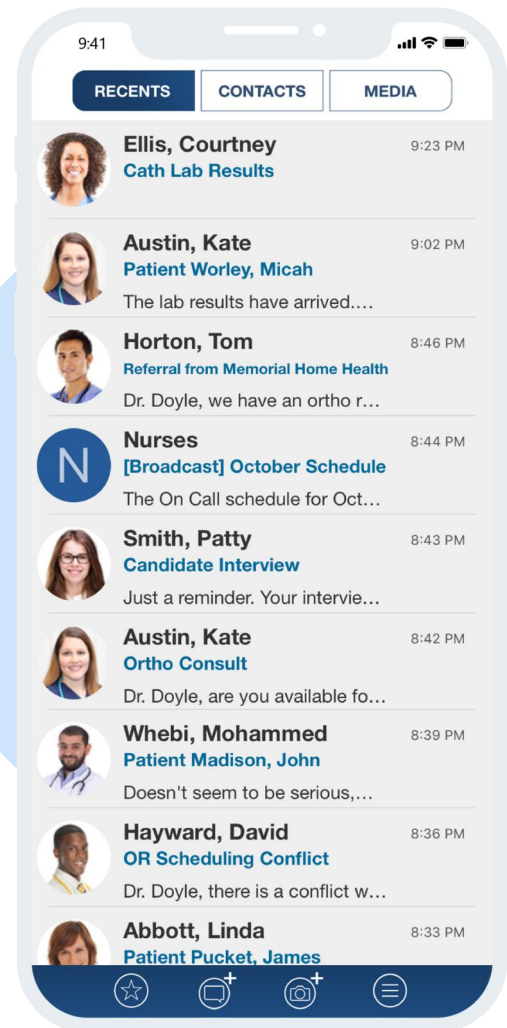 9:41
RECENTS CONTACTS MEDIA
Ellis, Courtney 9:23 PM
Cath Lab Results
Austin, Kate 9:02 PM
Patient Worley, Micah
The lab results have arrived....
Horton, Tom 8:46 PM
Referral from Memorial Home Health
Dr. Doyle, we have an ortho r...
N
Nurses 8:44 PM
[Broadcast] October Schedule
The On Call schedule for Oct...
Smith, Patty 8:43 PM
Candidate Interview
Just a reminder. Your intervie...
Austin, Kate 8:42 PM
Ortho Consult
Dr. Doyle, are you available fo...
Whebi, Mohammed 8:39 PM
Patient Madison, John
Doesn't seem to be serious,...
Hayward, David 8:36 PM
OR Scheduling Conflict
Dr. Doyle, there is a conflict w...
Abbott, Linda 8:33 PM
Patient Pucket, James